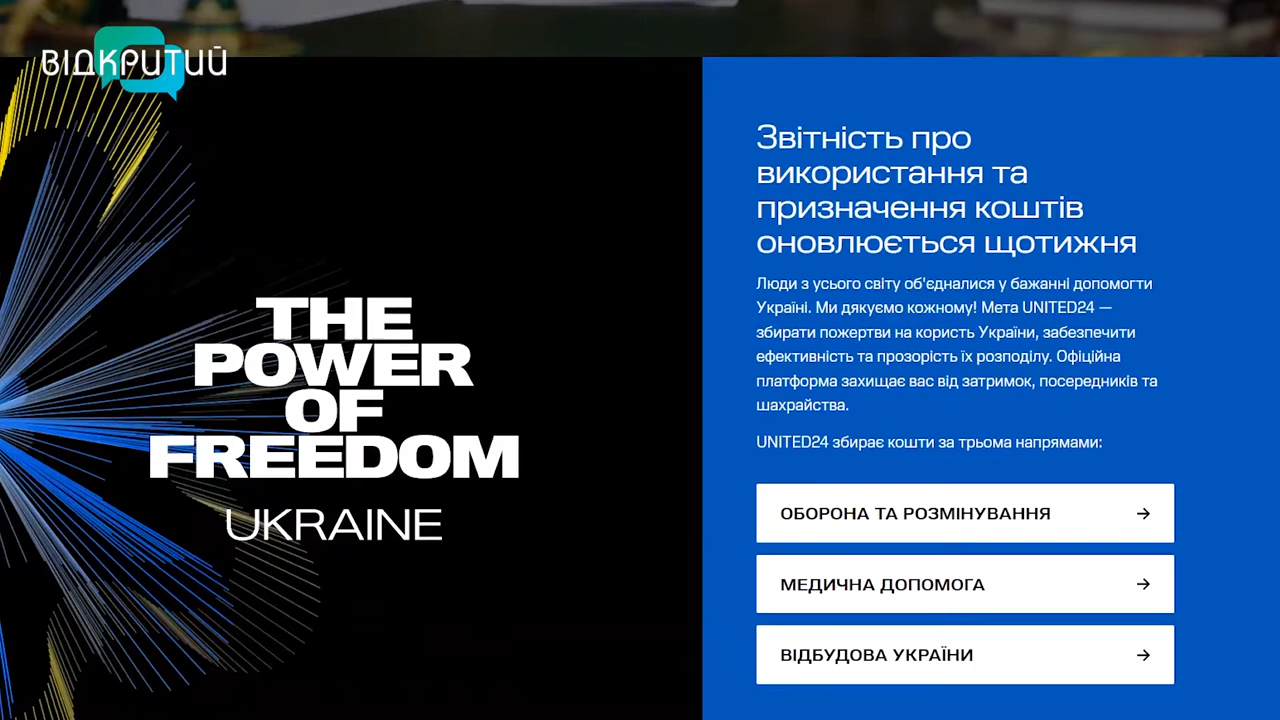 ВІДКРИТИЙ
THE
POWER
OF
FREEDOM
UKRAINE
Звітність про
використання та
призначення коштів
оновлюється щотижня
Люди з усього світу об’єдналися у бажанні допомогти
Україні. Ми дякуємо кожному! Мета UNITED24 —
збирати пожертви на користь України, забезпечити
ефективність та прозорість їх розподілу. Офіційна
платформа захищає вас від затримок, посередників та
шахрайства.
UNITED24 збирає кошти за трьома напрямами:
ОБОРОНА ТА РОЗМІНУВАННЯ →
МЕДИЧНА ДОПОМОГА →
ВІДБУДОВА УКРАЇНИ →